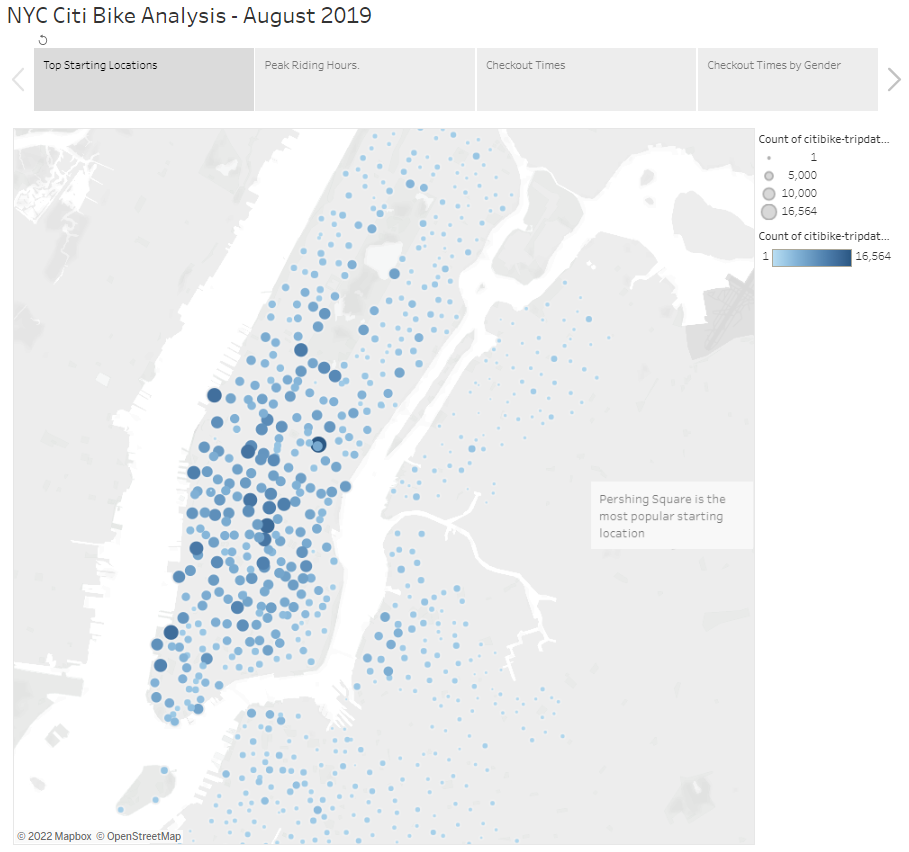 NYC Citi Bike Analysis - August 2019
Top Starting Locations
Peak Riding Hours.
Checkout Times
Checkout Times by Gender
Count of citibike-tripdat...
1
5,000
10,000
16,564
Count of citibike-tripdat...
1 16,564
Pershing Square is the
most popular starting
location
© 2022 Mapbox © OpenStreetMap